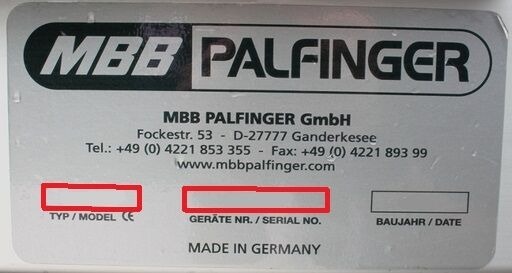 MBB PALFINGER
MBB PALFINGER GmbH
Fockestr. 53 - D-27777 Ganderkesee
Tel.: +49 (0) 4221 853 355 - Fax: +49 (0) 4221 893 99
www.mbbpalfinger.com
TYP / MODEL CE GERÄTE NR. / SERIAL NO. BAUJAHR / DATE
MADE IN GERMANY